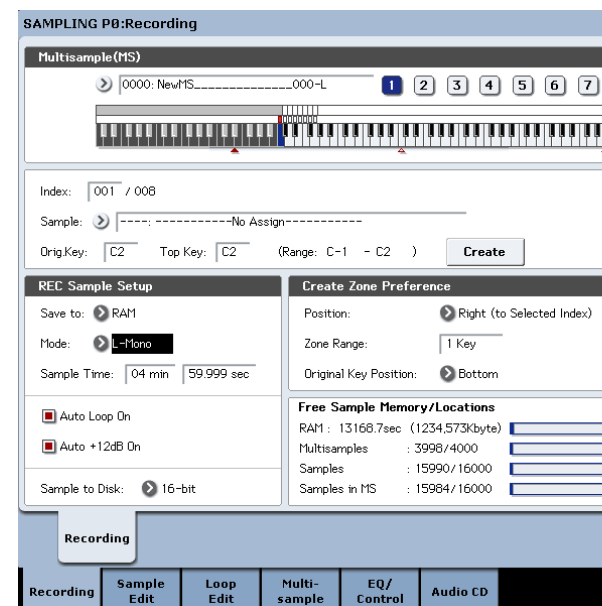 SAMPLING P0:Recording
Multisample(MS)
0000: NewMS_______________000-L
1 2 3 4 5 6 7
Index: 001 / 008
Sample: ----: -----------No Assign-----------
Orig.Key: C2 Top Key: C2 (Range: C-1 - C2 ) Create
REC Sample Setup
Save to: RAM
Mode: L-Mono
Sample Time: 04 min 59.999 sec
Auto Loop On
Auto +12dB On
Sample to Disk: 16-bit
Create Zone Preference
Position: Right (to Selected Index)
Zone Range: 1 Key
Original Key Position: Bottom
Free Sample Memory/Locations
RAM : 13168.7sec (1234,573Kbyte)
Multisamples : 3998/4000
Samples : 15990/16000
Samples in MS : 15984/16000
Recording
Recording
Sample Edit
Loop Edit
Multi-sample
EQ/ Control
Audio CD